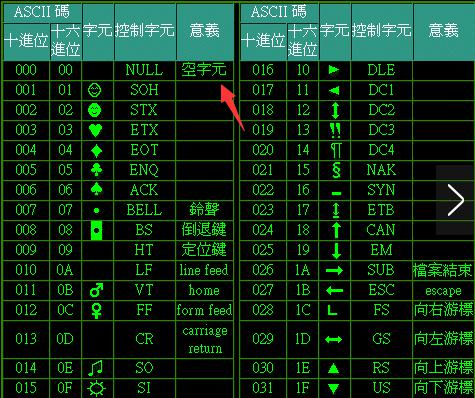 ASCII 碼 字元 控制字元 意義 ASCII 碼 字元 控制字元 意義
十進位 十六進位 十進位 十六進位
000 00 NULL 空字元 016 10 ► DLE
001 01 ☺ SOH 017 11 ◄ DC1
002 02 ☻ STX 018 12 ↕ DC2
003 03 ♥ ETX 019 13 ‼ DC3
004 04 ♦ EOT 020 14 ¶ DC4
005 05 ♣ ENQ 021 15 § NAK
006 06 ♠ ACK 022 16 ▬ SYN
007 07 • BELL 鈴聲 023 17 ↨ ETB
008 08 ◘ BS 倒退鍵 024 18 ↑ CAN
009 09 HT 定位鍵 025 19 ↓ EM
010 0A LF line feed 026 1A → SUB 檔案結束
011 0B ♂ VT home 027 1B ← ESC escape
012 0C ♀ FF form feed 028 1C ∟ FS 向右游標
013 0D CR carriage return 029 1D ↔ GS 向左游標
014 0E ♫ SO 030 1E ▲ RS 向上游標
015 0F ☼ SI 031 1F ▼ US 向下游標